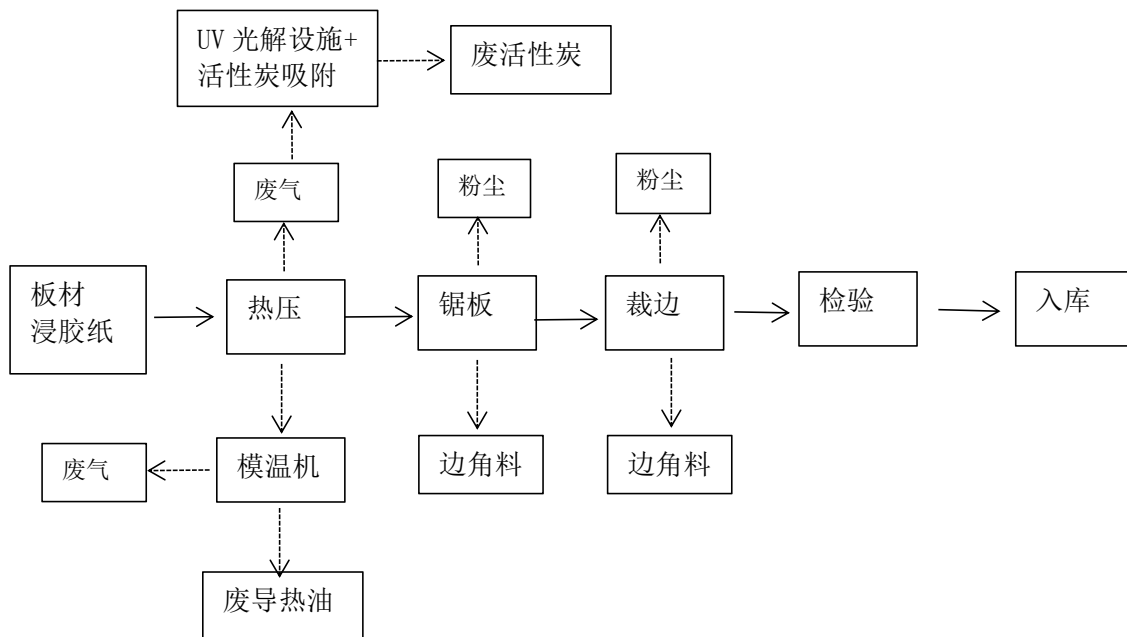 UV 光解设施+
活性炭吸附
废活性炭
废气
粉尘
粉尘
板材
浸胶纸
热压
锯板
裁边
检验
入库
废气
模温机
边角料
边角料
废导热油